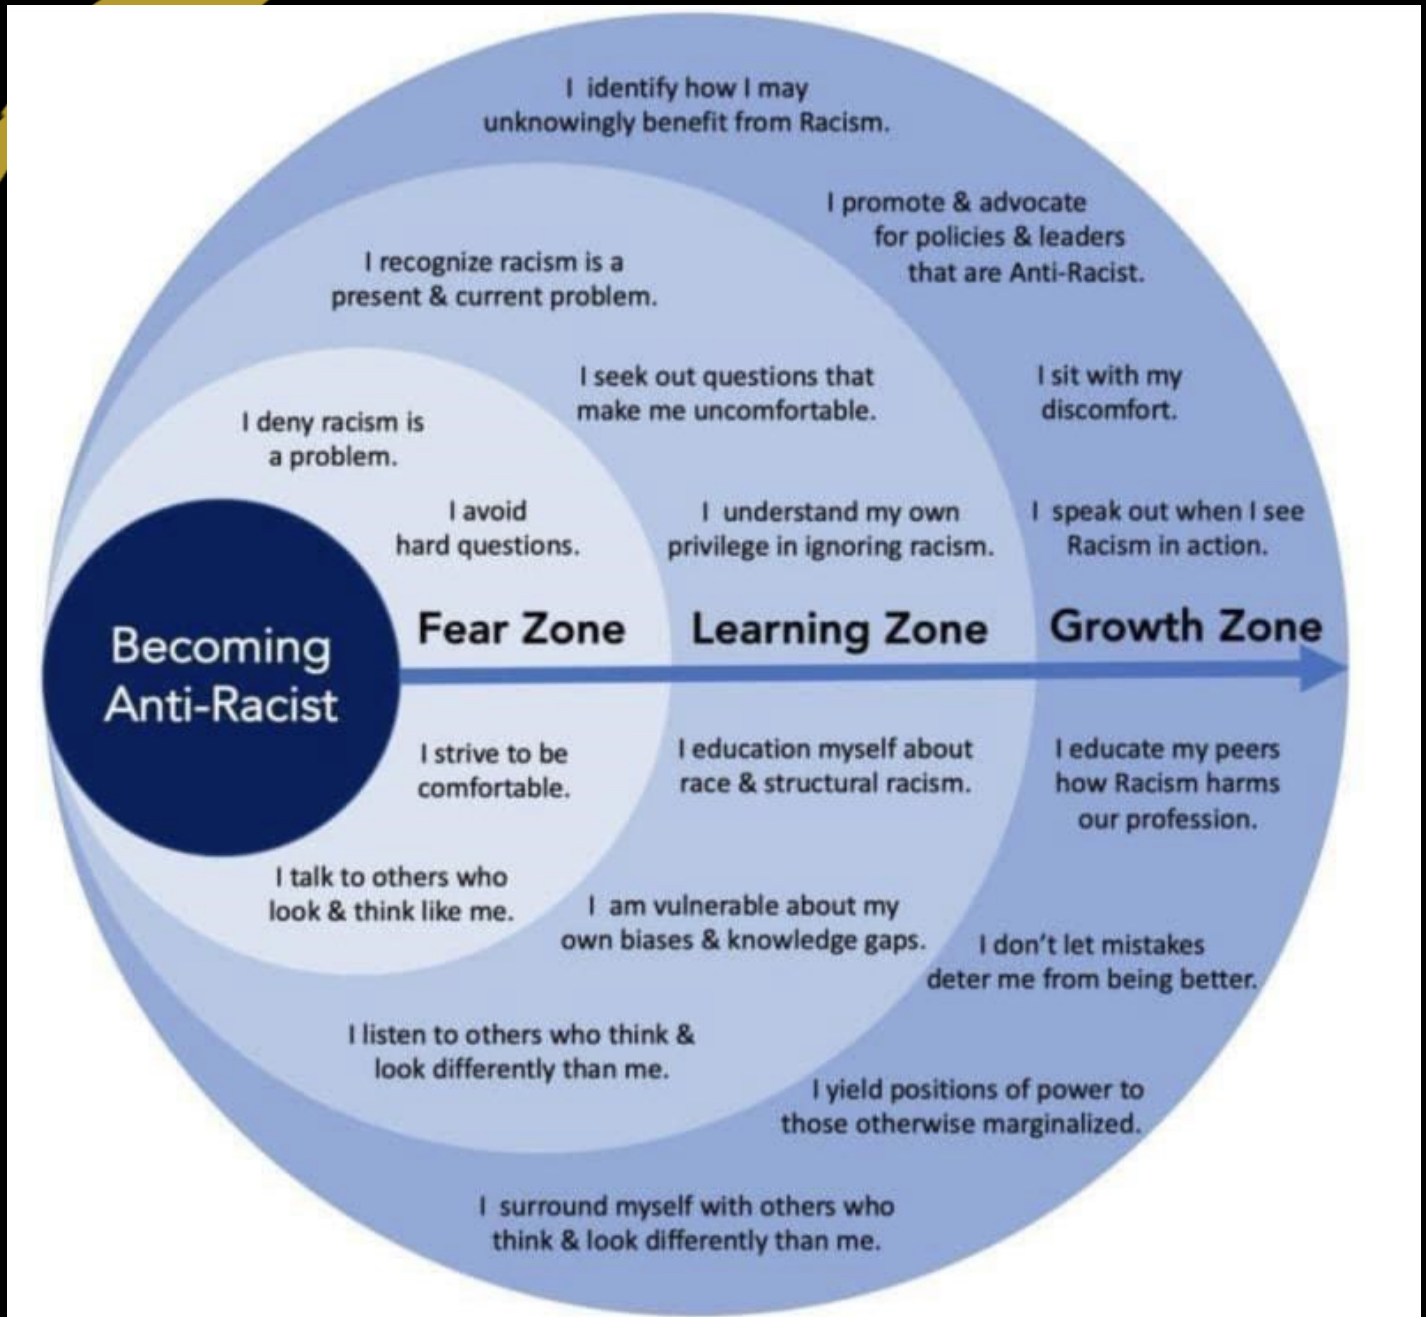 I identify how I may
unknowingly benefit from Racism.
I promote & advocate
for policies & leaders
that are Anti-Racist.
I recognize racism is a
present & current problem.
I seek out questions that
make me uncomfortable.
I sit with my
discomfort.
I deny racism is
a problem.
I avoid
hard questions.
I understand my own
privilege in ignoring racism.
I speak out when I see
Racism in action.
Becoming
Anti-Racist
Fear Zone
Learning Zone
Growth Zone
I strive to be
comfortable.
I education myself about
race & structural racism.
I educate my peers
how Racism harms
our profession.
I talk to others who
look & think like me.
I am vulnerable about my
own biases & knowledge gaps.
I don't let mistakes
deter me from being better.
I listen to others who think &
look differently than me.
I yield positions of power to
those otherwise marginalized.
I surround myself with others who
think & look differently than me.